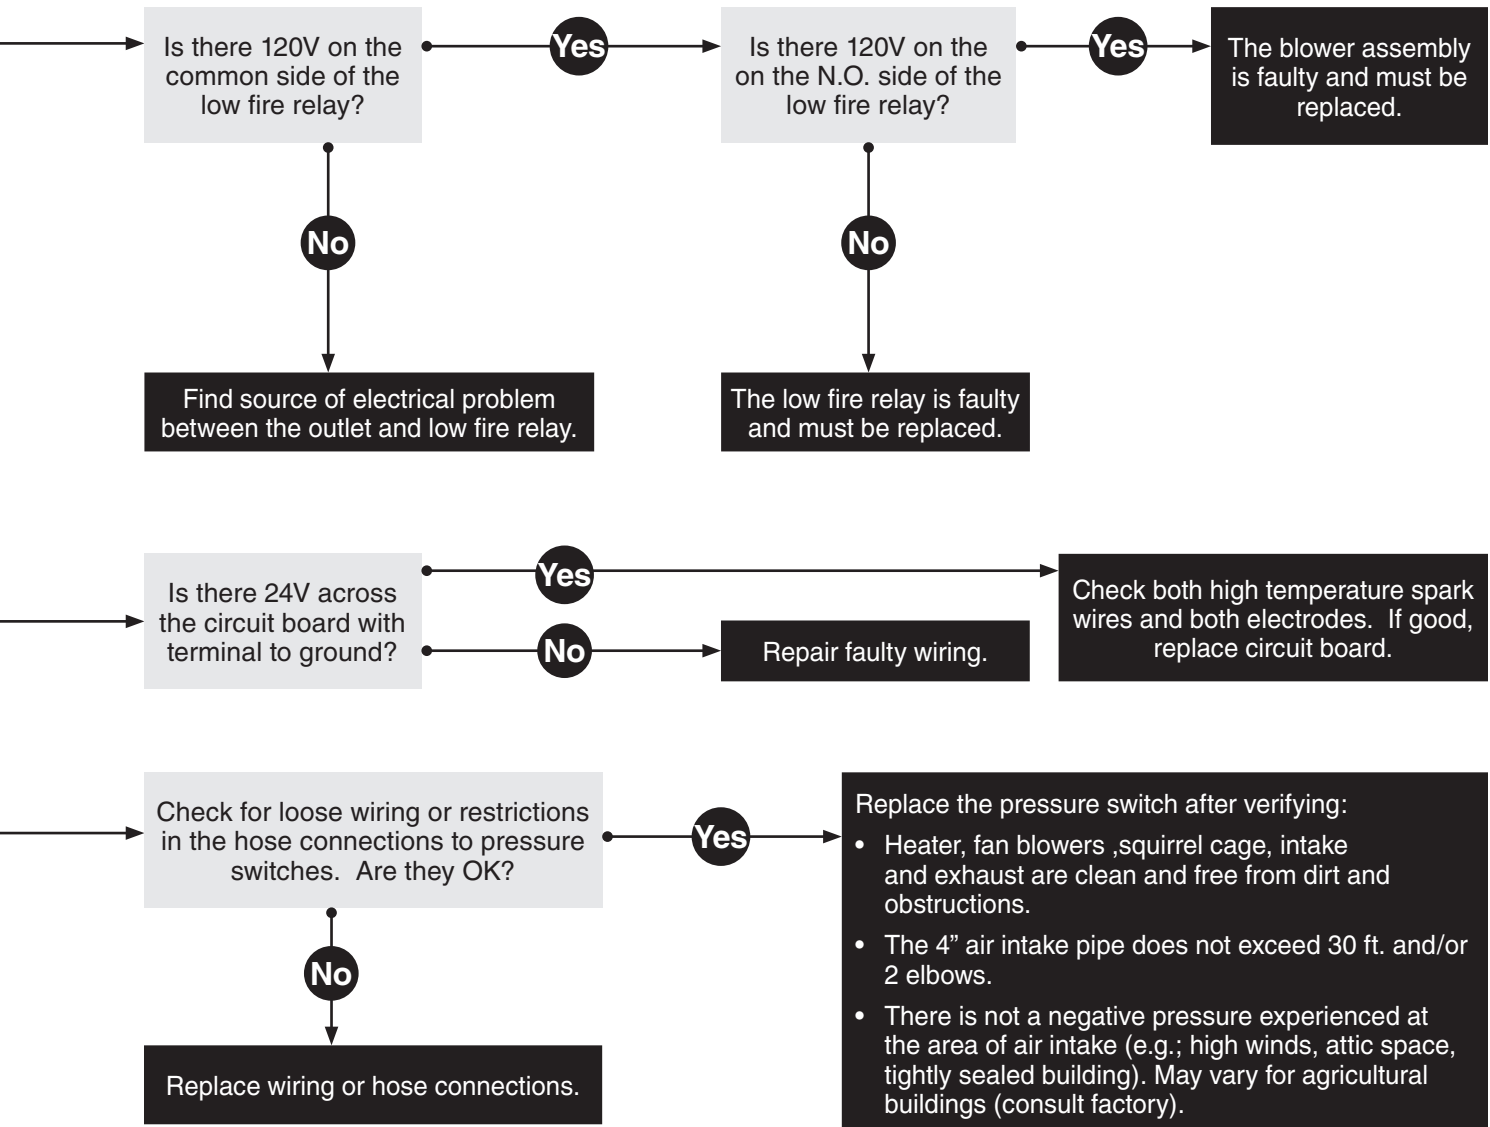 Is there 120V on the
common side of the
low fire relay?
Yes
Is there 120V on the
on the N.O. side of the
low fire relay?
Yes
The blower assembly
is faulty and must be
replaced.
No
No
Find source of electrical problem
between the outlet and low fire relay.
The low fire relay is faulty
and must be replaced.
Is there 24V across
the circuit board with
terminal to ground?
Yes
Check both high temperature spark
wires and both electrodes.  If good,
replace circuit board.
No
Repair faulty wiring.
Check for loose wiring or restrictions
in the hose connections to pressure
switches.  Are they OK?
Yes
Replace the pressure switch after verifying:
• Heater, fan blowers ,squirrel cage, intake
and exhaust are clean and free from dirt and
obstructions.
• The 4” air intake pipe does not exceed 30 ft. and/or
2 elbows.
• There is not a negative pressure experienced at
the area of air intake (e.g.; high winds, attic space,
tightly sealed building). May vary for agricultural
buildings (consult factory).
No
Replace wiring or hose connections.